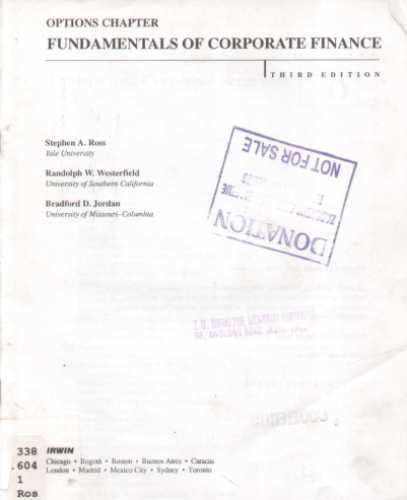 OPTIONS CHAPTER
FUNDAMENTALS OF CORPORATE FINANCE
THIRD EDITION
Stephen A. Ross
Yale University
Randolph W. Westerfield
University of Southern California
Bradford D. Jordan
University of Missouri–Columbia
NOT FOR SALE
DONATION
338
.604
1
Ros
IRWIN
Chicago • Bogotá • Boston • Buenos Aires • Caracas
London • Madrid • Mexico City • Sydney • Toronto